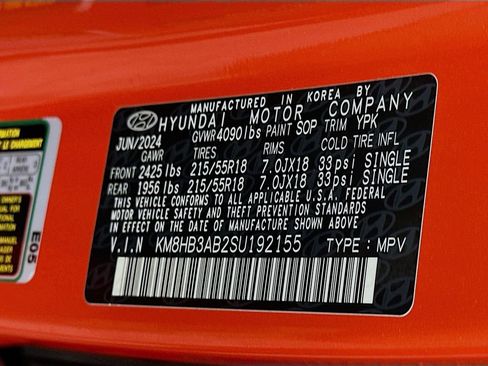 MANUFACTURED IN KOREA BY
HYUNDAI MOTOR COMPANY
JUN/2024 GVWR4090lbs PAINT SOP TRIM YPK
GAWR TIRES RIMS COLD TIRE INFL
FRONT 2425 lbs 215/55R18 7.0JX18 33psi SINGLE
REAR 1956 lbs 215/55R18 7.0JX18 33psi SINGLE
THIS VEHICLE CONFORMS TO ALL APPLICABLE U.S.A. FEDERAL
MOTOR VEHICLE SAFETY AND THEFT PREVENTION STANDARDS
IN EFFECT ON THE DATE OF MANUFACTURE SHOWN ABOVE
V.I.N KM8HB3AB2SU192155 TYPE : MPV
E05